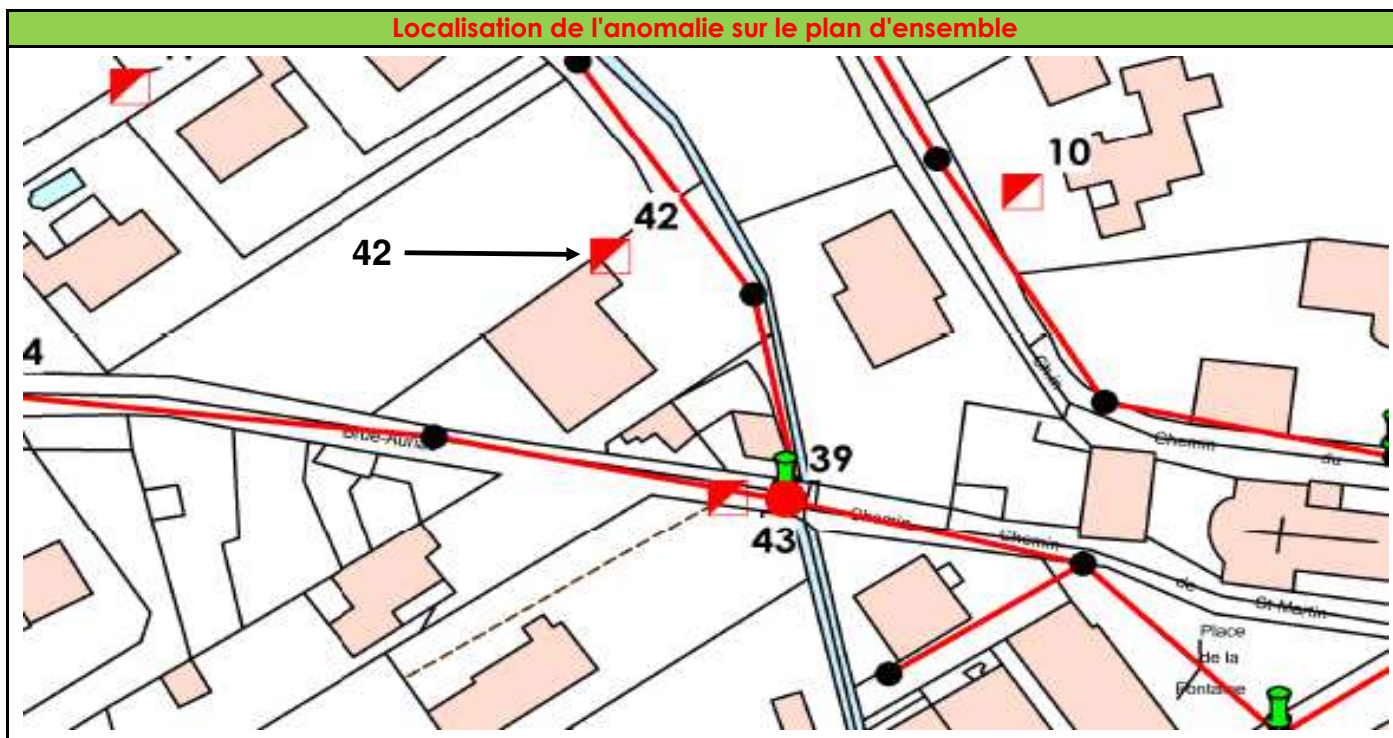 Localisation de l'anomalie sur le plan d'ensemble
10
42
42
4
Chemin
du
39
43
Chemin
Chemin
de
St-Martin
Place
de la
Fontaine